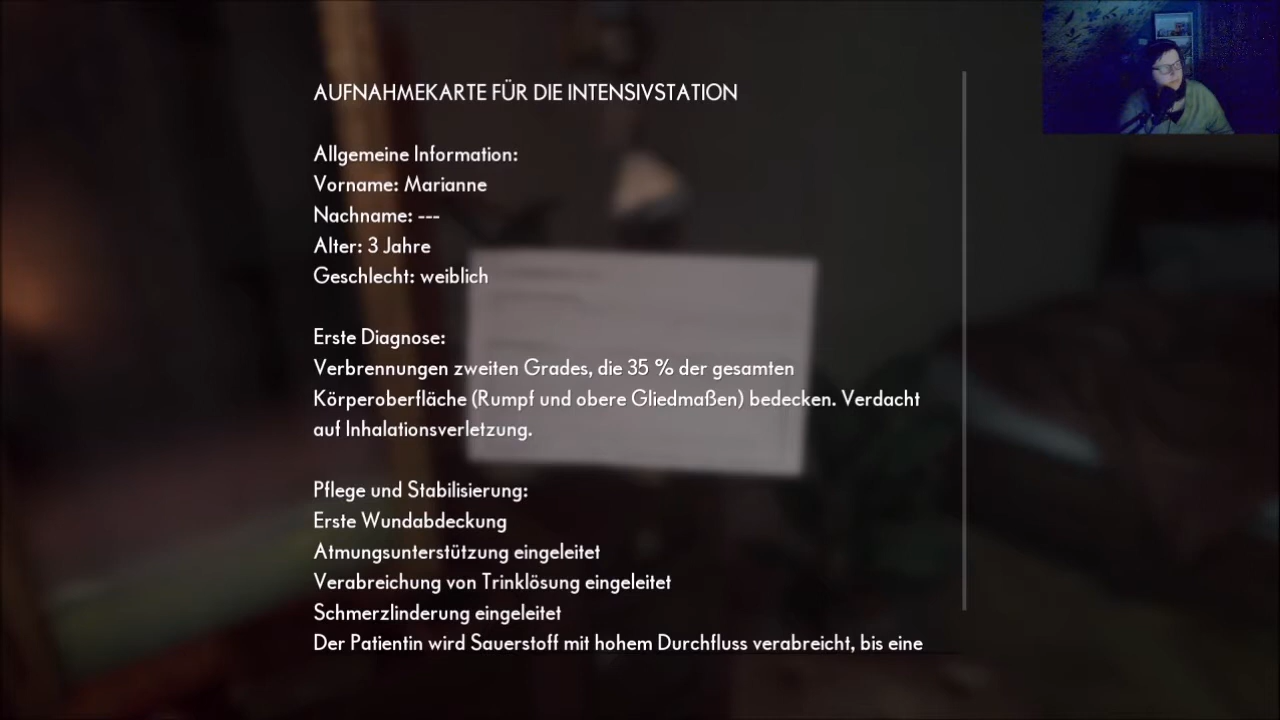 AUFNAHMEKARTE FÜR DIE INTENSIVSTATION
Allgemeine Information:
Vorname: Marianne
Nachname: ---
Alter: 3 Jahre
Geschlecht: weiblich
Erste Diagnose:
Verbrennungen zweiten Grades, die 35 % der gesamten
Körperoberfläche (Rumpf und obere Gliedmaßen) bedecken. Verdacht
auf Inhalationsverletzung.
Pflege und Stabilisierung:
Erste Wundabdeckung
Atmungsunterstützung eingeleitet
Verabreichung von Trinklösung eingeleitet
Schmerzlinderung eingeleitet
Der Patientin wird Sauerstoff mit hohem Durchfluss verabreicht, bis eine